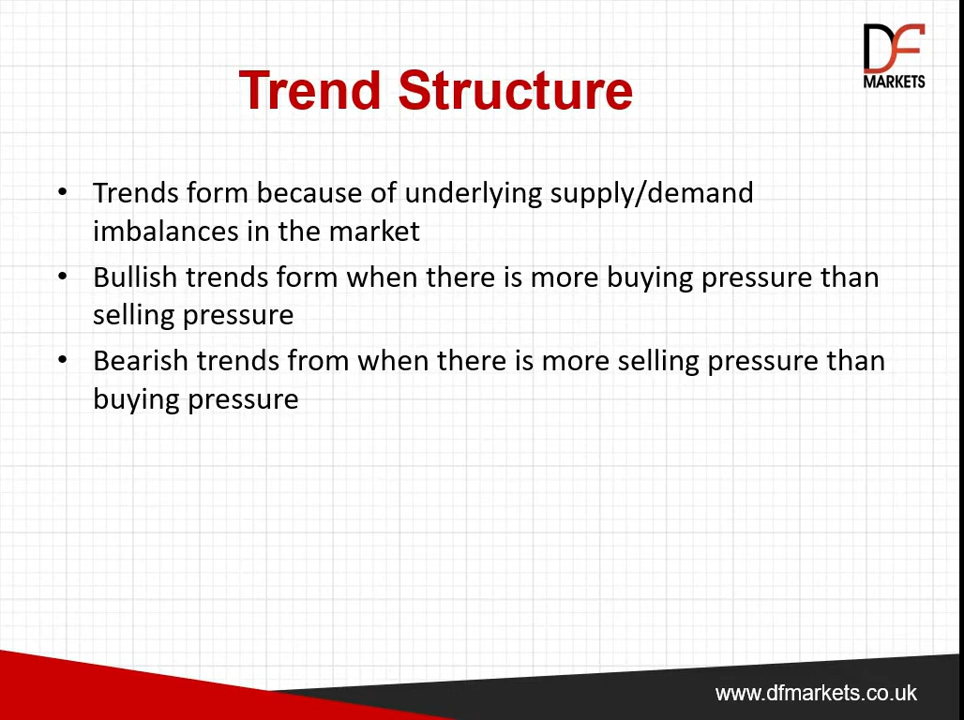 DF
MARKETS
Trend Structure
• Trends form because of underlying supply/demand
imbalances in the market
• Bullish trends form when there is more buying pressure than
selling pressure
• Bearish trends from when there is more selling pressure than
buying pressure
www.dfmarkets.co.uk